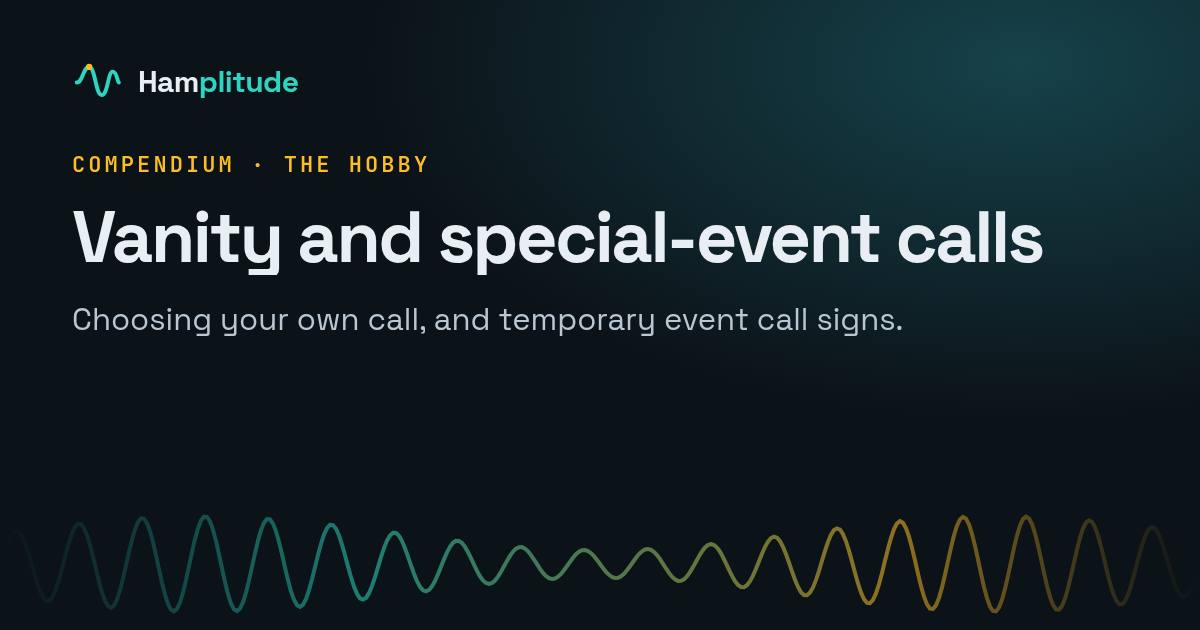 Hamplitude
COMPENDIUM · THE HOBBY
Vanity and special-event calls
Choosing your own call, and temporary event call signs.